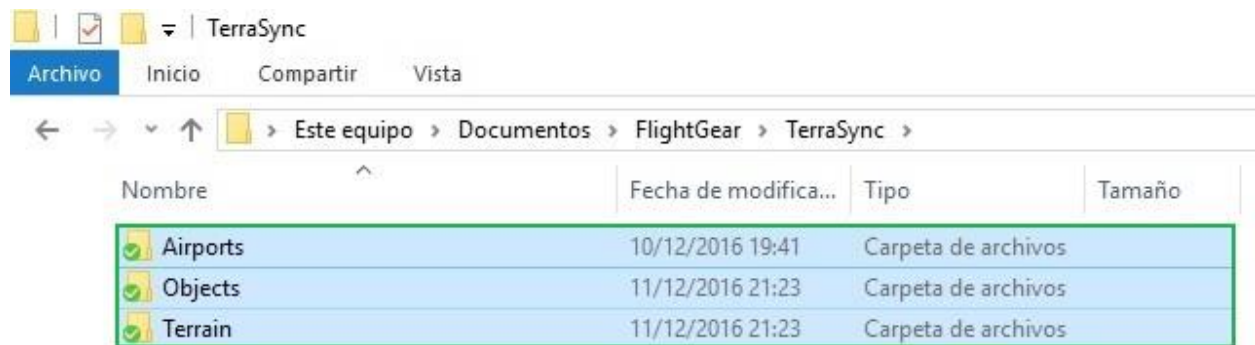 TerraSync
Archivo Inicio Compartir Vista
Este equipo > Documentos > FlightGear > TerraSync >
Nombre Fecha de modifica... Tipo Tamaño
Airports 10/12/2016 19:41 Carpeta de archivos
Objects 11/12/2016 21:23 Carpeta de archivos
Terrain 11/12/2016 21:23 Carpeta de archivos